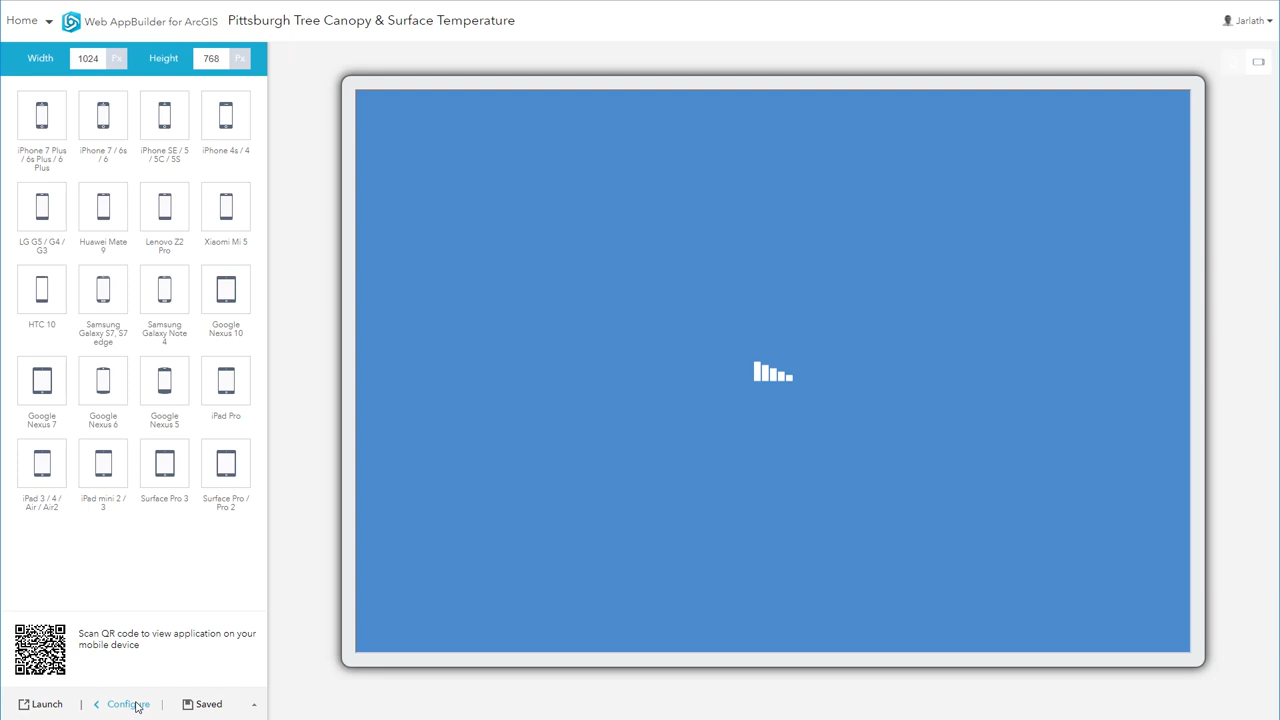 Home Web AppBuilder for ArcGIS Pittsburgh Tree Canopy & Surface Temperature Jarlath
Width 1024 Px Height 768 Px
iPhone 7 Plus
/ 6s Plus / 6
Plus
iPhone 7 / 6s
/ 6
iPhone SE / 5
/ 5C / 5S
iPhone 4s / 4
LG G5 / G4 /
G3
Huawei Mate
9
Lenovo Z2
Pro
Xiaomi Mi 5
HTC 10
Samsung
Galaxy S7, S7
edge
Samsung
Galaxy Note
4
Google
Nexus 10
Google
Nexus 7
Google
Nexus 6
Google
Nexus 5
iPad Pro
iPad 3 / 4 /
Air / Air2
iPad mini 2 /
3
Surface Pro 3
Surface Pro /
Pro 2
Scan QR code to view application on your
mobile device
Launch | Configure | Saved